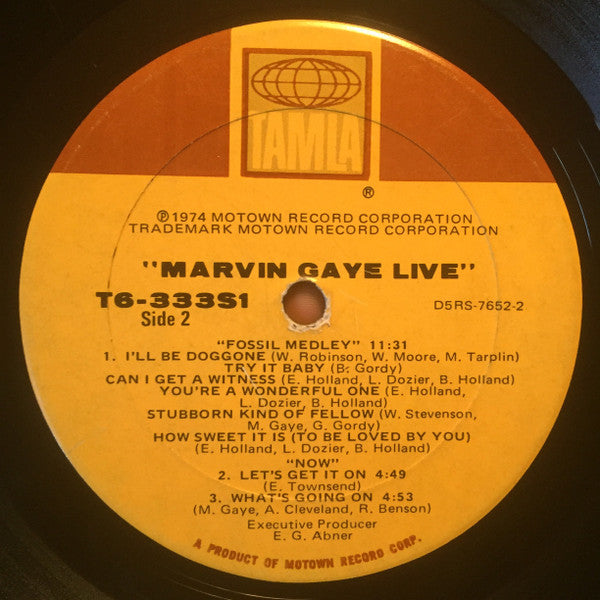 TAMLA
®
℗ 1974 MOTOWN RECORD CORPORATION
TRADEMARK MOTOWN RECORD CORPORATION
"MARVIN GAYE LIVE"
T6-333S1
Side 2
D5RS-7652-2
"FOSSIL MEDLEY" 11:31
1. I'LL BE DOGGONE (W. Robinson, W. Moore, M. Tarplin)
TRY IT BABY (B. Gordy)
CAN I GET A WITNESS (E. Holland, L. Dozier, B. Holland)
YOU'RE A WONDERFUL ONE (E. Holland,
L. Dozier, B. Holland)
STUBBORN KIND OF FELLOW (W. Stevenson,
M. Gaye, G. Gordy)
HOW SWEET IT IS (TO BE LOVED BY YOU)
(E. Holland, L. Dozier, B. Holland)
"NOW"
2. LET'S GET IT ON 4:49
(E. Townsend)
3. WHAT'S GOING ON 4:53
(M. Gaye, A. Cleveland, R. Benson)
Executive Producer
E. G. Abner
A PRODUCT OF MOTOWN RECORD CORP.